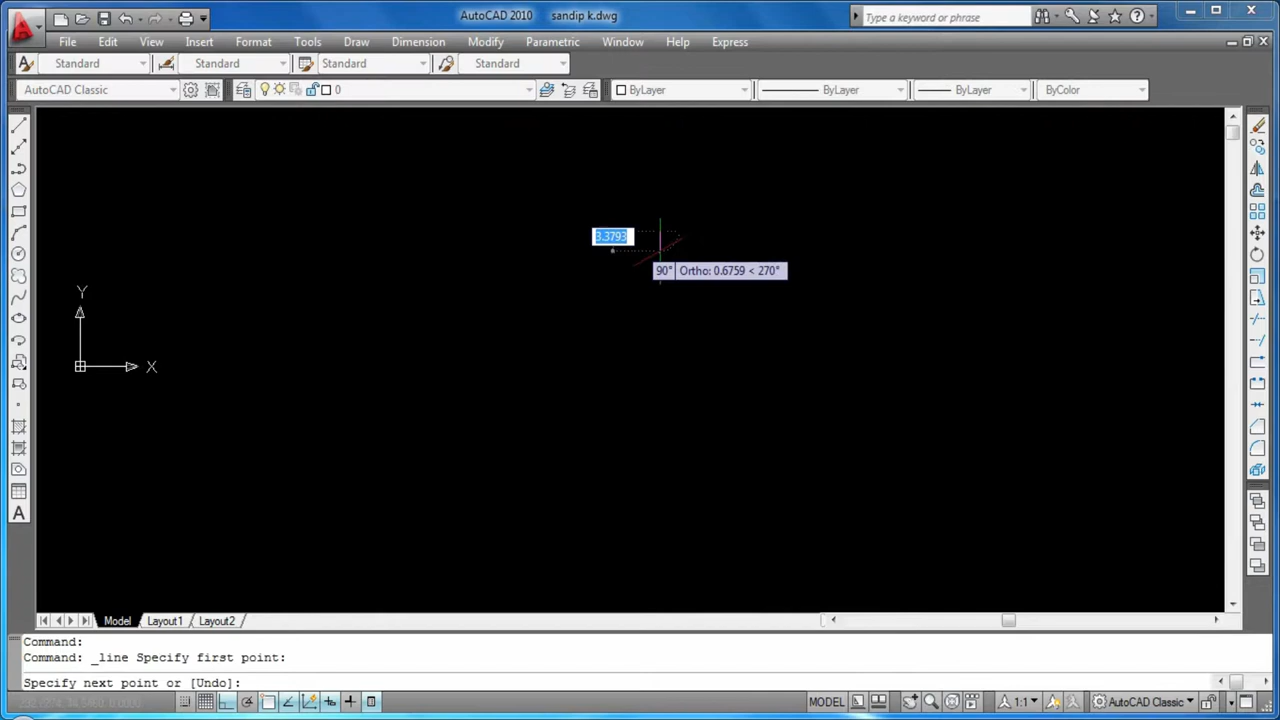 AutoCAD 2010 sandip k.dwg
Type a keyword or phrase
File Edit View Insert Format Tools Draw Dimension Modify Parametric Window Help Express
Standard Standard Standard Standard
AutoCAD Classic 0 ByLayer ByLayer ByLayer ByColor
3.3793
90° Ortho: 0.6759 < 270°
Y
X
A
Model Layout1 Layout2
Command:
Command: _line Specify first point:
Specify next point or [Undo]:
MODEL 1:1 AutoCAD Classic